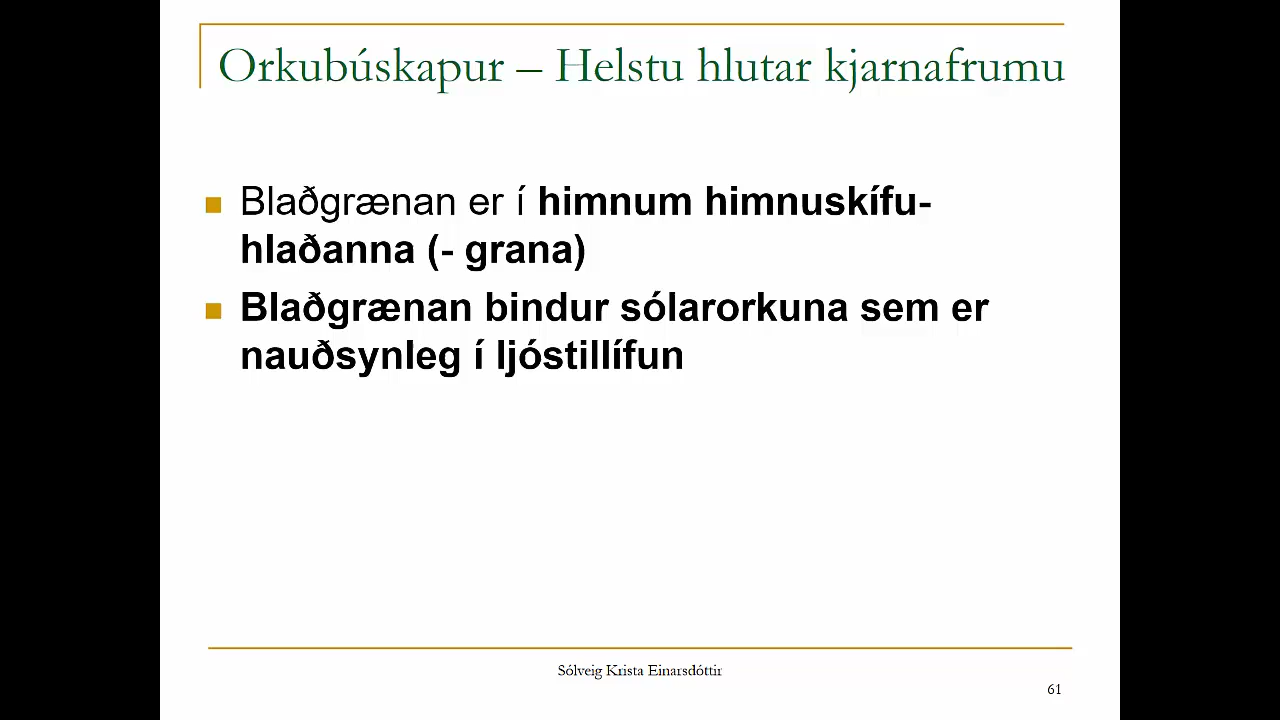 Orkubúskapur – Helstu hlutar kjarnafrumu
Blaðgrænan er í himnum himnuskífu-
hlaðanna (- grana)
Blaðgrænan bindur sólarorkuna sem er
nauðsynleg í ljóstillífun
Sólveig Krista Einarsdóttir
61